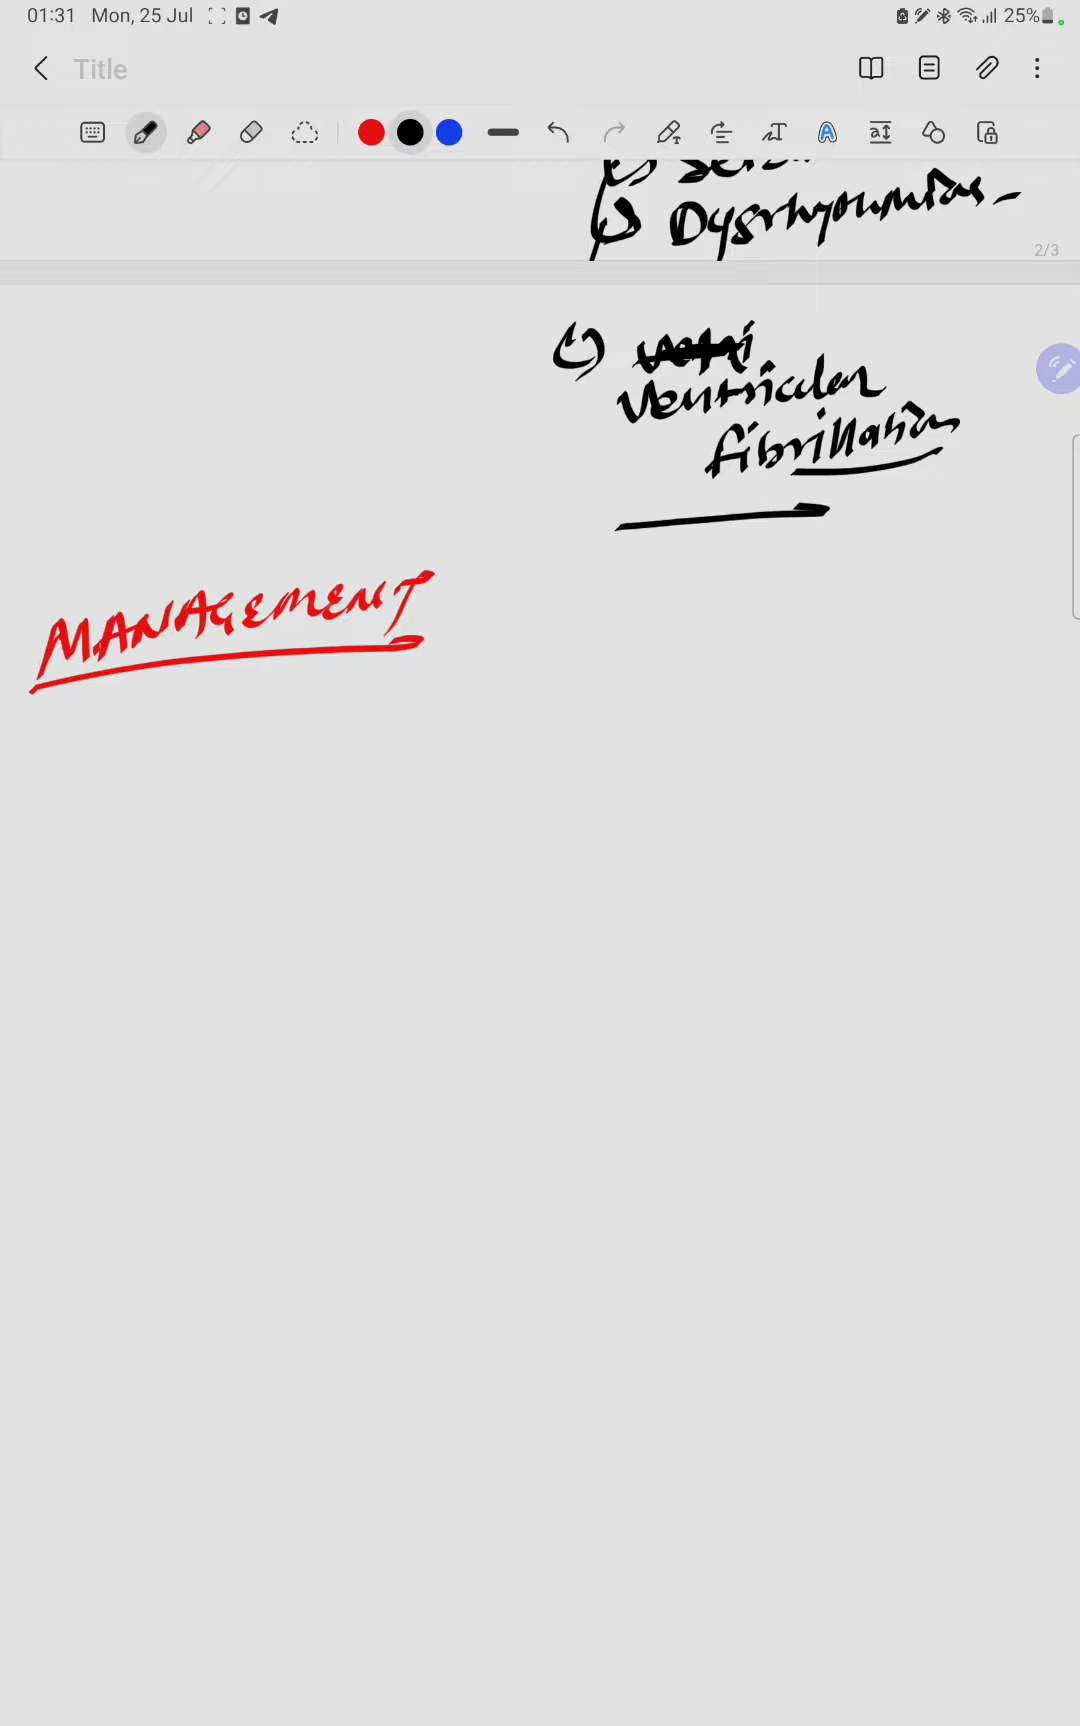 01:31 Mon, 25 Jul 25%
Title
Dysrhythmias -
2/3
Ventricular
fibrillation
MANAGEMENT